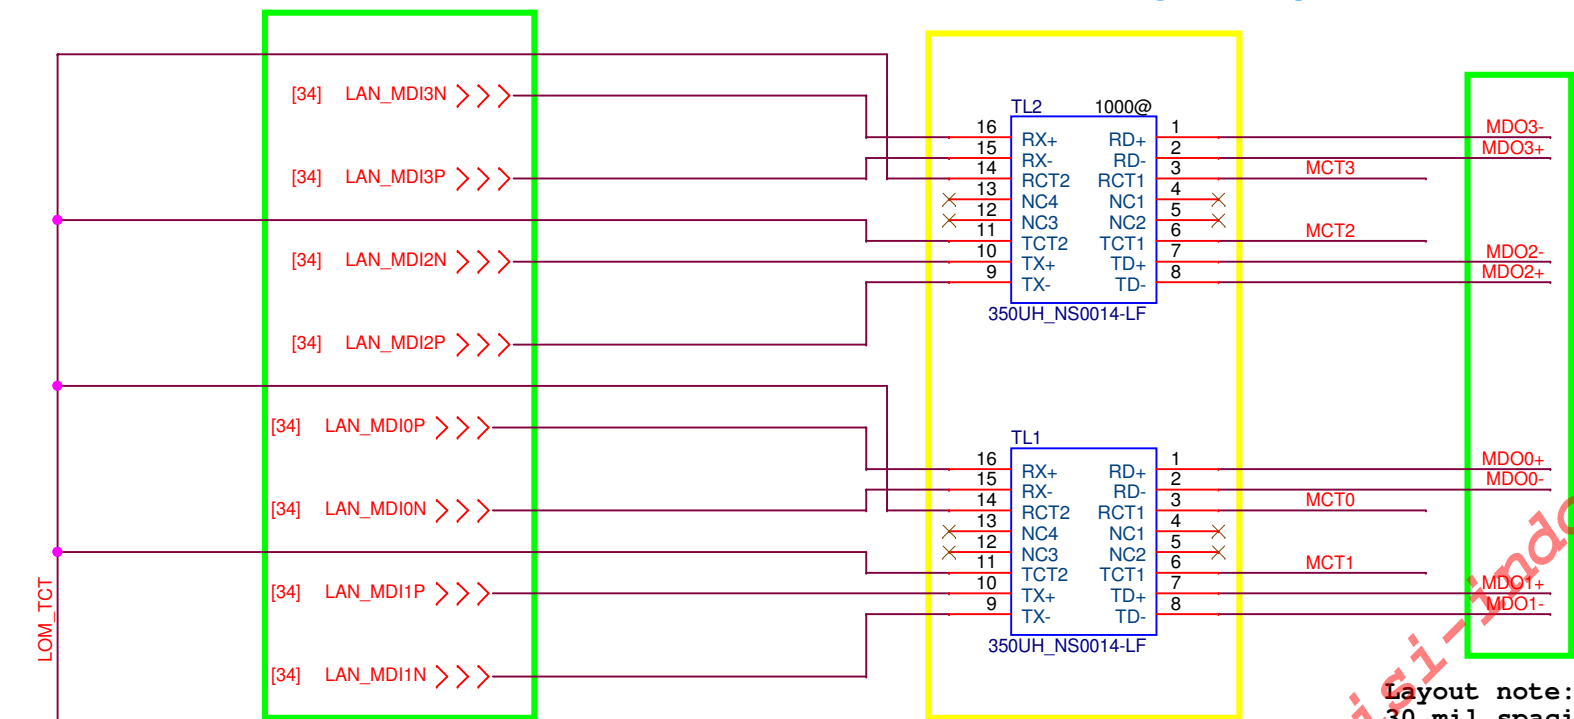 [34] LAN_MDI3N
TL2 1000@
16 RX+ RD+ 1 MDO3-
15 RX- RD- 2 MDO3+
[34] LAN_MDI3P
14 RCT2 RCT1 3 MCT3
13 NC4 NC1 4
12 NC3 NC2 5
11 TCT2 TCT1 6 MCT2
[34] LAN_MDI2N
10 TX+ TD+ 7 MDO2-
9 TX- TD- 8 MDO2+
350UH_NS0014-LF
[34] LAN_MDI2P
[34] LAN_MDI0P
TL1
16 RX+ RD+ 1 MDO0+
15 RX- RD- 2 MDO0-
[34] LAN_MDI0N
14 RCT2 RCT1 3 MCT0
13 NC4 NC1 4
12 NC3 NC2 5
11 TCT2 TCT1 6 MCT1
[34] LAN_MDI1P
10 TX+ TD+ 7 MDO1+
9 TX- TD- 8 MDO1-
LOM_TCT
350UH_NS0014-LF
[34] LAN_MDI1N
Layout note:
30 mil